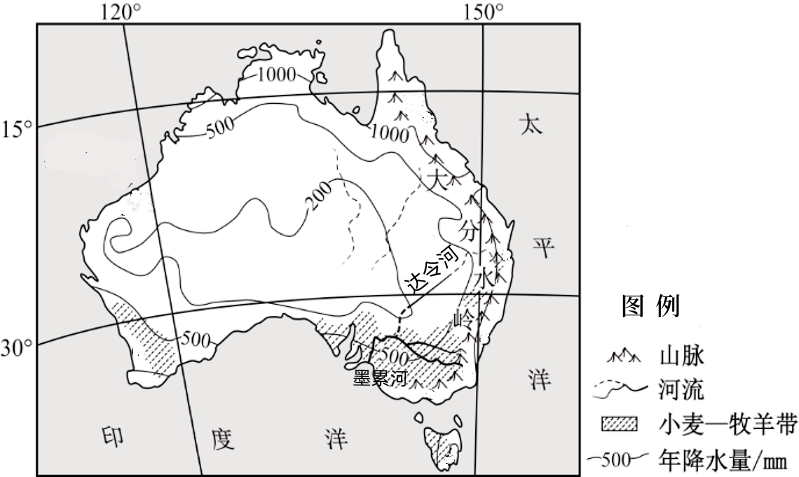 120° 150°
1000
15°
500
1000
太
大
200
分
平
达令河
水
图 例
岭
山脉
30°
500
500
墨累河
洋
河流
小麦—牧羊带
印 度 洋
500 年降水量/mm